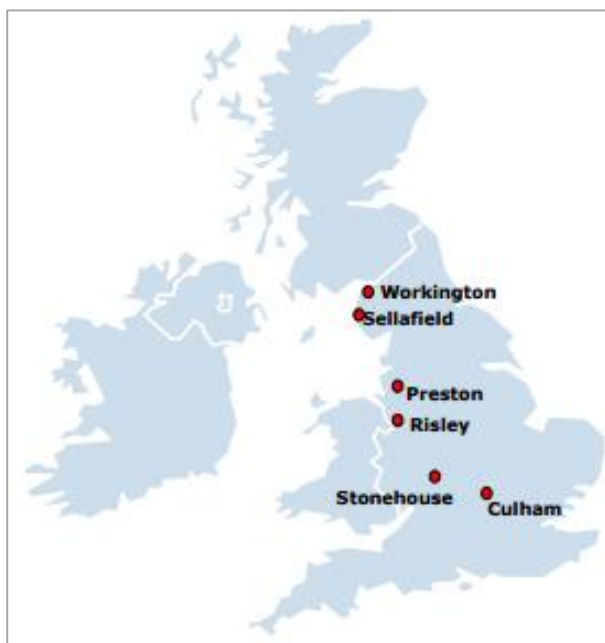 Workington
Sellafield
Preston
Risley
Stonehouse
Culham